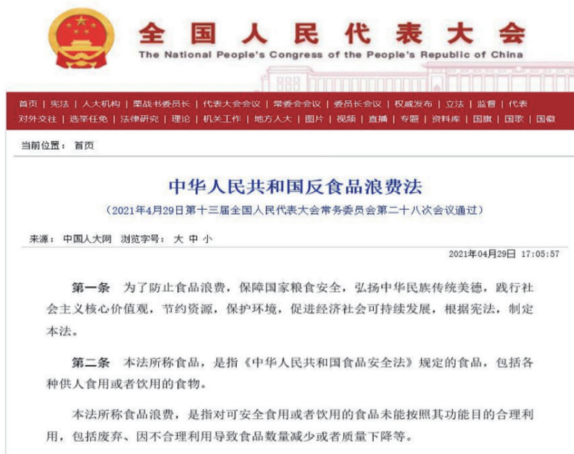 全国人民代表大会
The National People's Congress of the People's Republic of China
首页 | 宪法 | 人大机构 | 栗战书委员长 | 代表大会会议 | 常委会会议 | 委员长会议 | 权威发布 | 立法 | 监督 | 代表
对外交往 | 选举任免 | 法律研究 | 理论 | 机关工作 | 地方人大 | 图片 | 视频 | 直播 | 专题 | 资料库 | 国旗 | 国歌 | 国徽
当前位置: 首页
中华人民共和国反食品浪费法
(2021年4月29日第十三届全国人民代表大会常务委员会第二十八次会议通过)
来源: 中国人大网 浏览字号: 大 中 小
2021年04月29日 17:05:57
第一条 为了防止食品浪费，保障国家粮食安全，弘扬中华民族传统美德，践行社
会主义核心价值观，节约资源，保护环境，促进经济社会可持续发展，根据宪法，制定
本法。
第二条 本法所称食品，是指《中华人民共和国食品安全法》规定的食品，包括各
种供人食用或者饮用的食物。
本法所称食品浪费，是指对可安全食用或者饮用的食品未能按照其功能目的合理利
用，包括废弃、因不合理利用导致食品数量减少或者质量下降等。